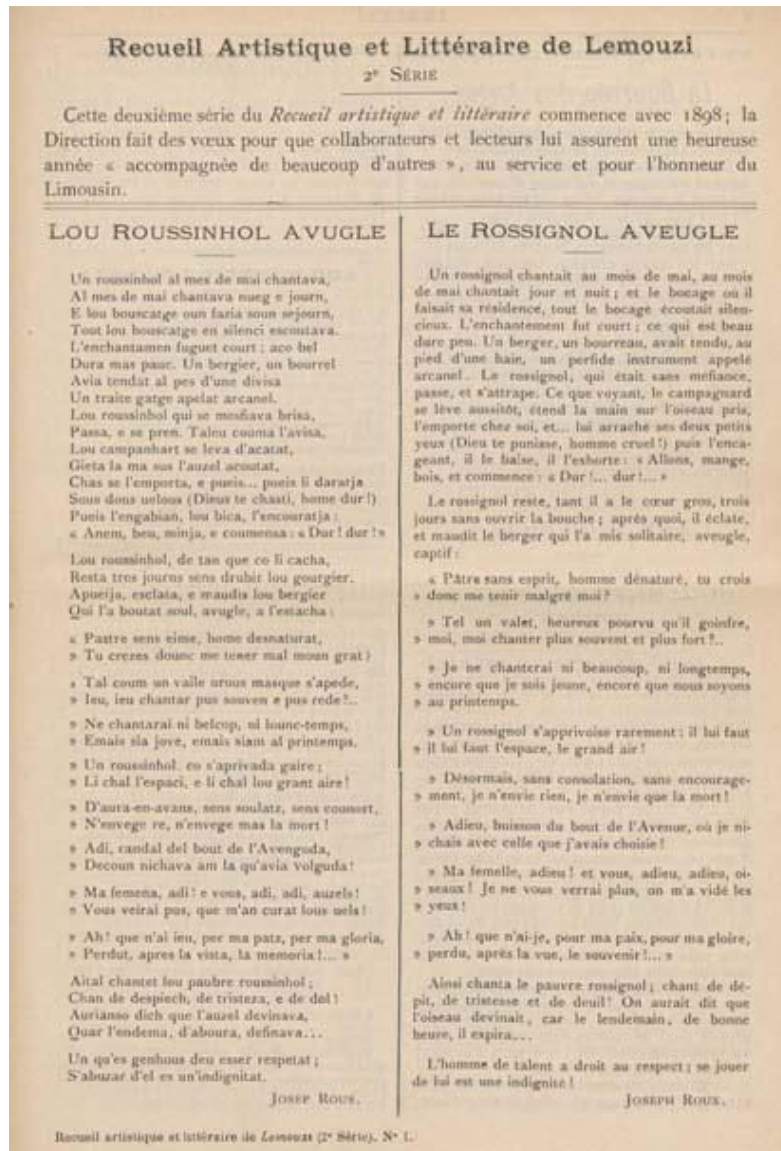 Recueil Artistique et Littéraire de Lemouzi
2e Série
Cette deuxième série du Recueil artistique et littéraire commence avec 1898; la
Direction fait des vœux pour que collaborateurs et lecteurs lui assurent une heureuse
année « accompagnée de beaucoup d'autres », au service et pour l'honneur du
Limousin.
Lou Roussinhol avugle
Un roussinhol al mes de mai chantava,
Al mes de mai chantava nueg e journ,
E lou bouscatge oun fazia soun sejourn,
Tout lou bouscatge en silenci escoutava.
L'enchantamen fuguet court; aco bel
Dura mas pauc. Un bergier, un bourrel
Avia tendat al pes d'une divisa
Un traite gatge apelat arcanel.
Lou roussinhol qui se mesfiava brisa,
Passa, e se pren. Taleu couma l'avisa,
Lou campanhart se leva d'acatat,
Gieta la ma sus l'auzel acoutat,
Chas se l'emporta, e pueis... pueis li daratja
Sous dous uelous (Dieus te chasti, home dur!)
Pueis l'engabian, lou bica, l'encouratja:
« Anem, beu, minja, e coumensa: « Dur! dur! »
Lou roussinhol, de tan que co li cacha,
Resta tres journs sens drubir lou gourgier.
Apueija, esclata, e maudis lou bergier
Qui l'a boutat soul, avugle, a l'estacha:
« Pastre sens eime, home desnaturat,
» Tu crezes dounc me tener mal moun grat?
» Tal coum un vaile urous masque s'apede,
» Ieu, ieu chantar pus souven e pus rede?..
» Ne chantarai ni belcop, ni lounc-temps,
» Emais sia jove, emais siam al printemps.
» Un roussinhol co s'aprivada gaire;
» Li chal l'espaci, e li chal lou grant aire!
» D'aura-en-avans, sens soulatz, sens counort,
» N'envege re, n'envege mas la mort!
» Adi, randal del bout de l'Avenguda,
» Decoun nichava am la qu'avia volguda!
» Ma femena, adi! e vous, adi, adi, auzels!
» Vous veirai pus, que m'an curat lous uels!
» Ah! que n'ai ieu, per ma patz, per ma gloria,
» Perdut, apres la vista, la memoria!... »
Aital chantet lou paubre roussinhol;
Chan de despiech, de tristeza, e de dol!
Aurianso dich que l'auzel devinava,
Quar l'endema, d'aboura, definava...
Un qu'es genhous deu esser respetat;
S'abuzar d'el es un'indignitat.
Josep Roux.
Le Rossignol aveugle
Un rossignol chantait au mois de mai, au mois
de mai chantait jour et nuit; et le bocage où il
faisait sa résidence, tout le bocage écoutait silen-
cieux. L'enchantement fut court; ce qui est beau
dure peu. Un berger, un bourreau, avait tendu, au
pied d'une haie, un perfide instrument appelé
arcanel. Le rossignol, qui était sans méfiance,
passe, et s'attrape. Ce que voyant, le campagnard
se lève aussitôt, étend la main sur l'oiseau pris,
l'emporte chez soi, et... lui arrache ses deux petits
yeux (Dieu te punisse, homme cruel!) puis l'enca-
geant, il le baise, il l'exhorte: « Allons, mange,
bois, et commence: « Dur!... dur!... »
Le rossignol reste, tant il a le cœur gros, trois
jours sans ouvrir la bouche; après quoi, il éclate,
et maudit le berger qui l'a mis solitaire, aveugle,
captif:
« Pâtre sans esprit, homme dénaturé, tu crois
» donc me tenir malgré moi?
» Tel un valet, heureux pourvu qu'il goinfre,
» moi, moi chanter plus souvent et plus fort?..
» Je ne chanterai ni beaucoup, ni longtemps,
» encore que je sois jeune, encore que nous soyons
» au printemps.
» Un rossignol s'apprivoise rarement; il lui faut
» il lui faut l'espace, le grand air!
» Désormais, sans consolation, sans encourage-
» ment, je n'envie rien, je n'envie que la mort!
» Adieu, buisson du bout de l'Avenue, où je ni-
» chais avec celle que j'avais choisie!
» Ma femelle, adieu! et vous, adieu, adieu, oi-
» seaux! Je ne vous verrai plus, on m'a vidé les
» yeux!
» Ah! que n'ai-je, pour ma paix, pour ma gloire,
» perdu, après la vue, le souvenir!... »
Ainsi chanta le pauvre rossignol; chant de dé-
pit, de tristesse et de deuil! On aurait dit que
l'oiseau devinait, car le lendemain, de bonne
heure, il expira...
L'homme de talent a droit au respect; se jouer
de lui est une indignité!
Joseph Roux.
Recueil artistique et littéraire de Lemouzi (2e Série). N° 1.